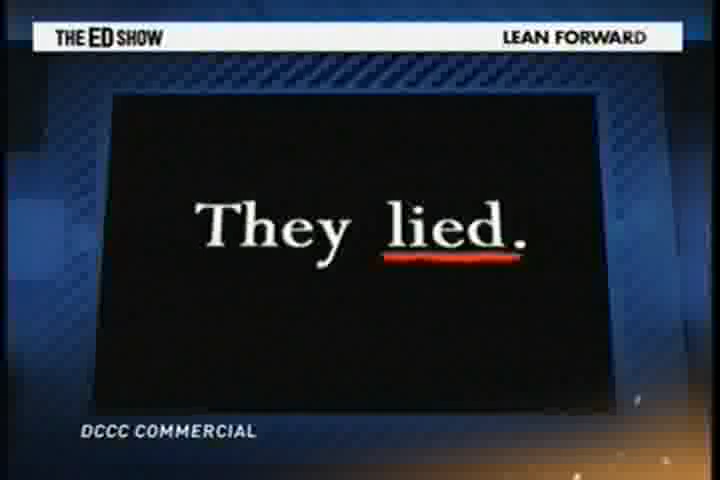 THE ED SHOW
LEAN FORWARD
They lied.
DCCC COMMERCIAL